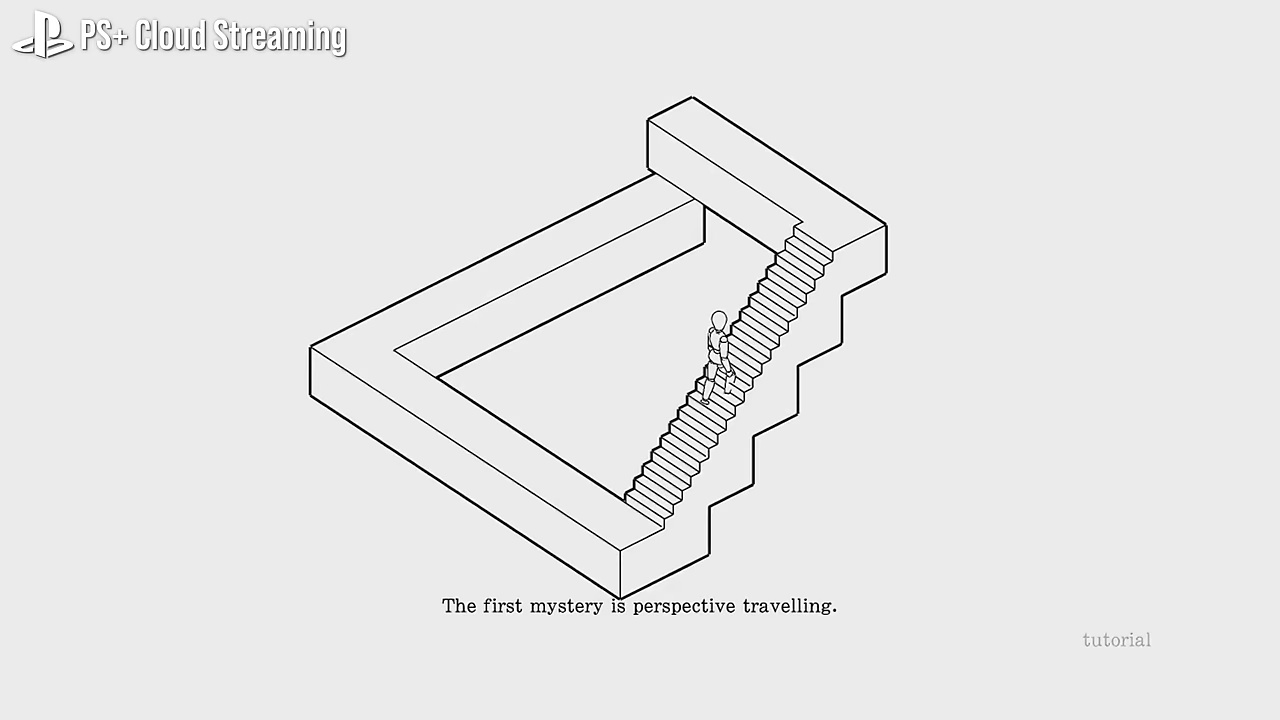 PS+ Cloud Streaming
The first mystery is perspective travelling.
tutorial